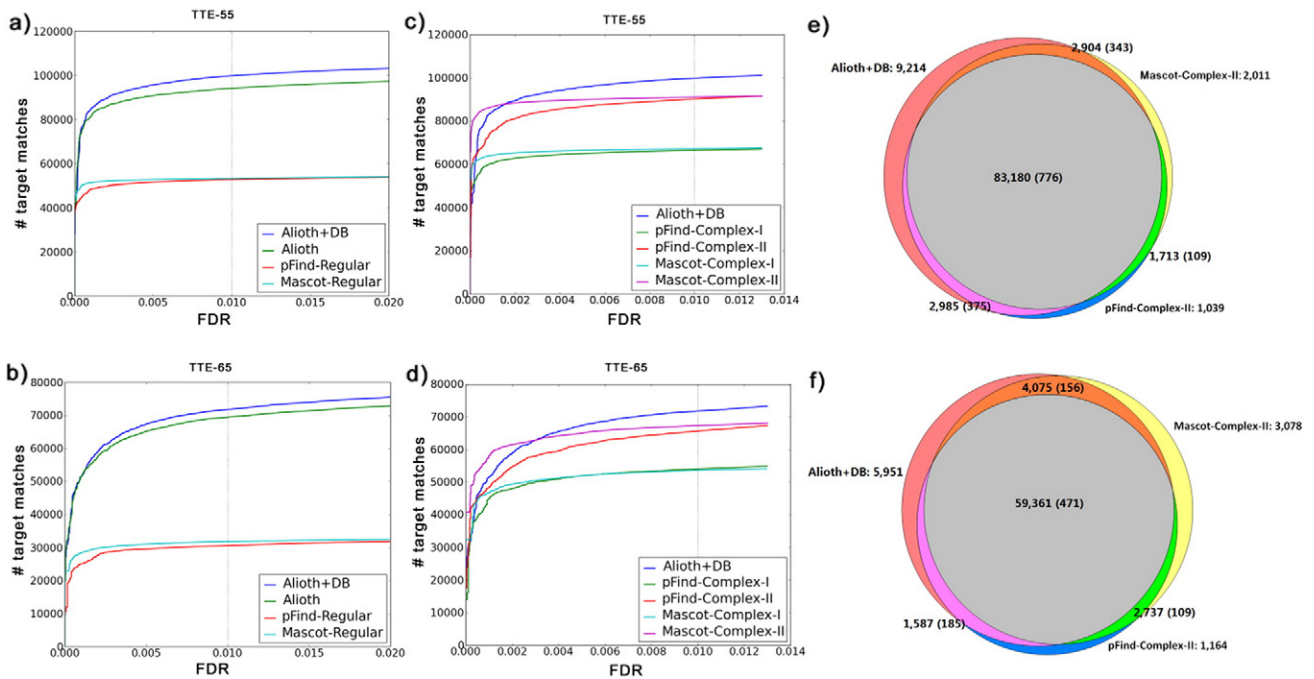 a)
TTE-55
120000
100000
80000
60000
40000
20000
0
0.000 0.005 0.010 0.015 0.020
# target matches
FDR
Alioth+DB
Alioth
pFind-Regular
Mascot-Regular
c)
TTE-55
120000
100000
80000
60000
40000
20000
0
0.000 0.002 0.004 0.006 0.008 0.010 0.012 0.014
# target matches
FDR
Alioth+DB
pFind-Complex-I
pFind-Complex-II
Mascot-Complex-I
Mascot-Complex-II
e)
2,904 (343)
Alioth+DB: 9,214
Mascot-Complex-II: 2,011
83,180 (776)
1,713 (109)
2,985 (375)
pFind-Complex-II: 1,039
b)
TTE-65
80000
70000
60000
50000
40000
30000
20000
10000
0
0.000 0.005 0.010 0.015 0.020
# target matches
FDR
Alioth+DB
Alioth
pFind-Regular
Mascot-Regular
d)
TTE-65
80000
70000
60000
50000
40000
30000
20000
10000
0
0.000 0.002 0.004 0.006 0.008 0.010 0.012 0.014
# target matches
FDR
Alioth+DB
pFind-Complex-I
pFind-Complex-II
Mascot-Complex-I
Mascot-Complex-II
f)
4,075 (156)
Mascot-Complex-II: 3,078
Alioth+DB: 5,951
59,361 (471)
2,737 (109)
1,587 (185)
pFind-Complex-II: 1,164